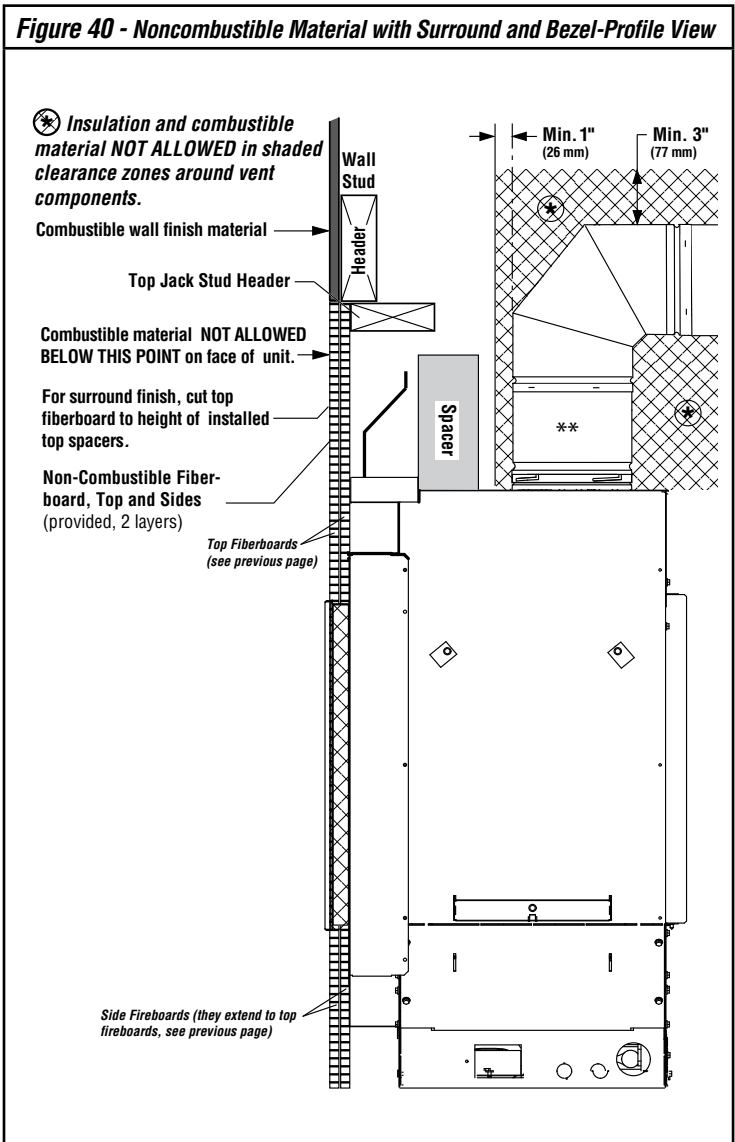 Figure 40 - Noncombustible Material with Surround and Bezel-Profile View
* Insulation and combustible
material NOT ALLOWED in shaded
clearance zones around vent
components.
Wall
Stud
Min. 1"
(26 mm)
Min. 3"
(77 mm)
*
Combustible wall finish material
Header
Top Jack Stud Header
Combustible material NOT ALLOWED
BELOW THIS POINT on face of unit.
For surround finish, cut top
fiberboard to height of installed
top spacers.
Spacer
**
*
Non-Combustible Fiber-
board, Top and Sides
(provided, 2 layers)
Top Fiberboards
(see previous page)
Side Fireboards (they extend to top
fireboards, see previous page)